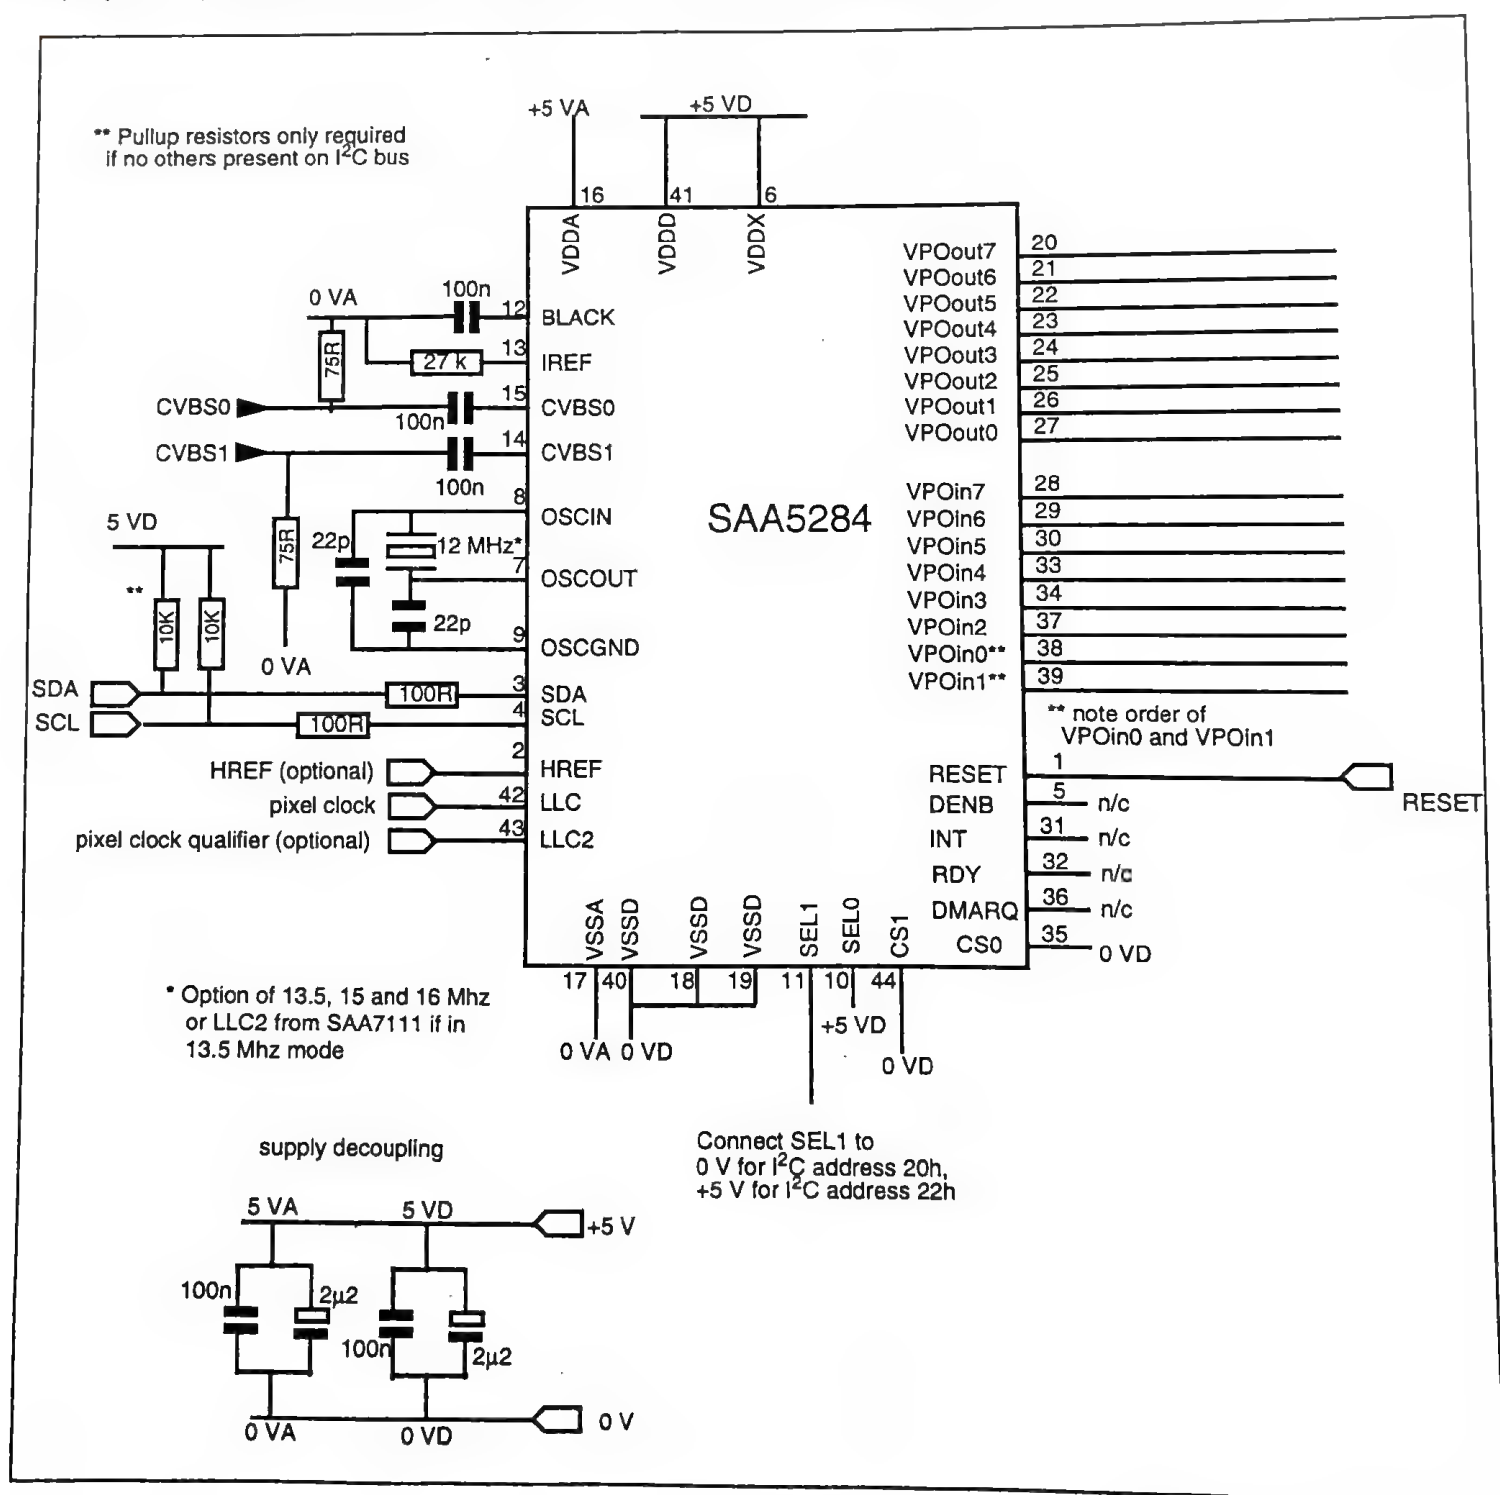 ** Pullup resistors only required
if no others present on I2C bus
+5 VA
+5 VD
16
41
6
VDDA
VDDD
VDDX
0 VA
100n
12
BLACK
75R
27 k
13
IREF
CVBS0
100n
15
CVBS0
CVBS1
100n
14
CVBS1
75R
0 VA
8
OSCIN
22p
12 MHz*
7
OSCOUT
22p
9
OSCGND
5 VD
**
10K
10K
SDA
100R
3
SDA
SCL
100R
4
SCL
HREF (optional)
2
HREF
pixel clock
42
LLC
pixel clock qualifier (optional)
43
LLC2
SAA5284
VPOout7
20
VPOout6
21
VPOout5
22
VPOout4
23
VPOout3
24
VPOout2
25
VPOout1
26
VPOout0
27
VPOin7
28
VPOin6
29
VPOin5
30
VPOin4
33
VPOin3
34
VPOin2
37
VPOin0**
38
VPOin1**
39
** note order of
VPOin0 and VPOin1
RESET
1
RESET
DENB
5
n/c
INT
31
n/c
RDY
32
n/c
DMARQ
36
n/c
CS0
35
0 VD
VSSA
VSSD
VSSD
VSSD
SEL1
SEL0
CS1
17
40
18
19
11
10
44
0 VA
0 VD
+5 VD
0 VD
* Option of 13.5, 15 and 16 Mhz
or LLC2 from SAA7111 if in
13.5 Mhz mode
Connect SEL1 to
0 V for I2C address 20h,
+5 V for I2C address 22h
supply decoupling
5 VA
5 VD
+5 V
100n
2µ2
100n
2µ2
0 VA
0 VD
0 V